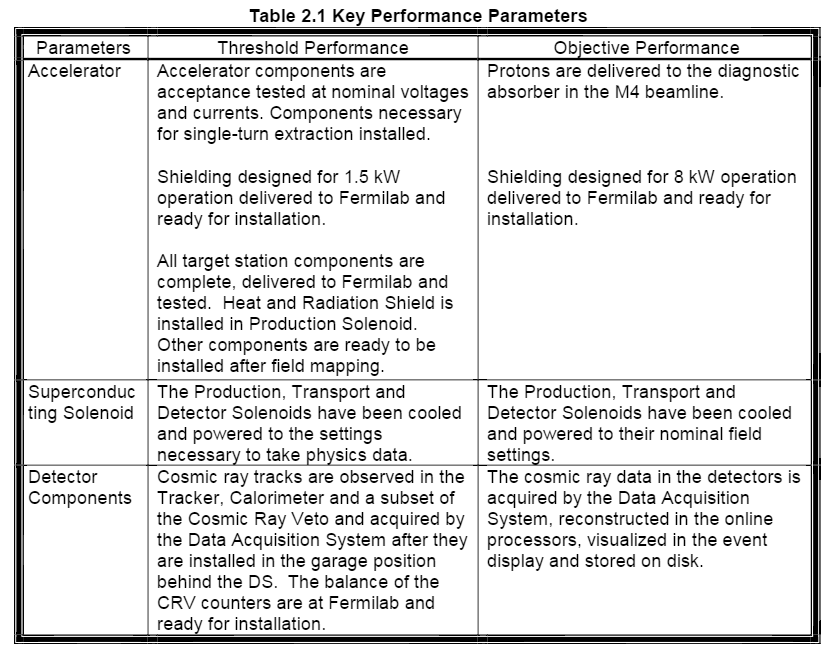 Table 2.1 Key Performance Parameters
Parameters
Threshold Performance
Objective Performance
Accelerator
Accelerator components are
acceptance tested at nominal voltages
and currents. Components necessary
for single-turn extraction installed.
Shielding designed for 1.5 kW
operation delivered to Fermilab and
ready for installation.
All target station components are
complete, delivered to Fermilab and
tested.  Heat and Radiation Shield is
installed in Production Solenoid.
Other components are ready to be
installed after field mapping.
Protons are delivered to the diagnostic
absorber in the M4 beamline.
Shielding designed for 8 kW operation
delivered to Fermilab and ready for
installation.
Superconduc
ting Solenoid
The Production, Transport and
Detector Solenoids have been cooled
and powered to the settings
necessary to take physics data.
The Production, Transport and
Detector Solenoids have been cooled
and powered to their nominal field
settings.
Detector
Components
Cosmic ray tracks are observed in the
Tracker, Calorimeter and a subset of
the Cosmic Ray Veto and acquired by
the Data Acquisition System after they
are installed in the garage position
behind the DS.  The balance of the
CRV counters are at Fermilab and
ready for installation.
The cosmic ray data in the detectors is
acquired by the Data Acquisition
System, reconstructed in the online
processors, visualized in the event
display and stored on disk.